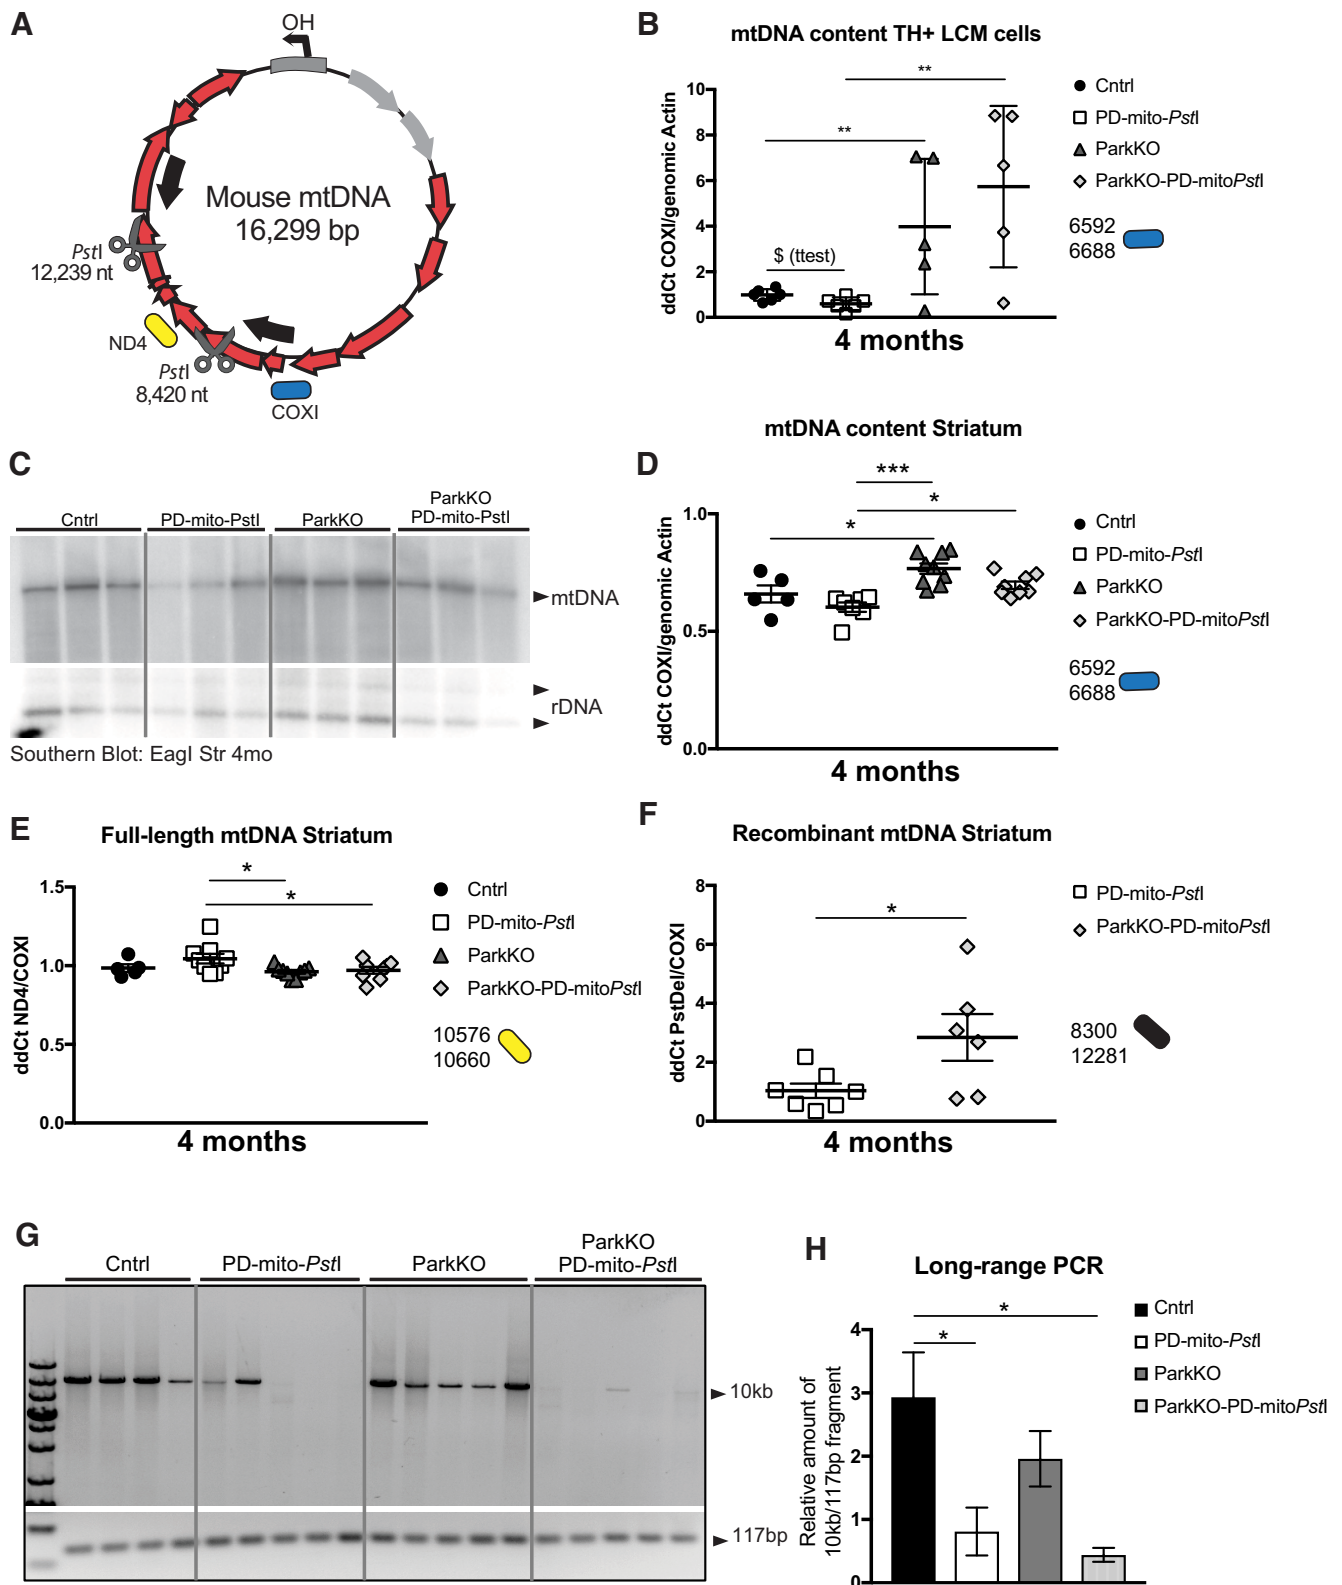 A
OH
Mouse mtDNA
16,299 bp
PstI
12,239 nt
ND4
PstI
8,420 nt
COXI
B
mtDNA content TH+ LCM cells
ddCt COXI/genomic Actin
10
8
6
4
2
0
**
**
$ (ttest)
4 months
Cntrl
PD-mito-PstI
ParkKO
ParkKO-PD-mitoPstI
6592
6688
C
Cntrl
PD-mito-PstI
ParkKO
ParkKO
PD-mito-PstI
mtDNA
rDNA
Southern Blot: EagI Str 4mo
D
mtDNA content Striatum
ddCt COXI/genomic Actin
1.0
0.5
0.0
***
*
*
4 months
Cntrl
PD-mito-PstI
ParkKO
ParkKO-PD-mitoPstI
6592
6688
E
Full-length mtDNA Striatum
ddCt ND4/COXI
1.5
1.0
0.5
0.0
*
*
4 months
Cntrl
PD-mito-PstI
ParkKO
ParkKO-PD-mitoPstI
10576
10660
F
Recombinant mtDNA Striatum
ddCt PstDel/COXI
8
6
4
2
0
*
4 months
PD-mito-PstI
ParkKO-PD-mitoPstI
8300
12281
G
Cntrl
PD-mito-PstI
ParkKO
ParkKO
PD-mito-PstI
10kb
117bp
H
Long-range PCR
Relative amount of
10kb/117bp fragment
4
3
2
1
0
*
*
Cntrl
PD-mito-PstI
ParkKO
ParkKO-PD-mitoPstI